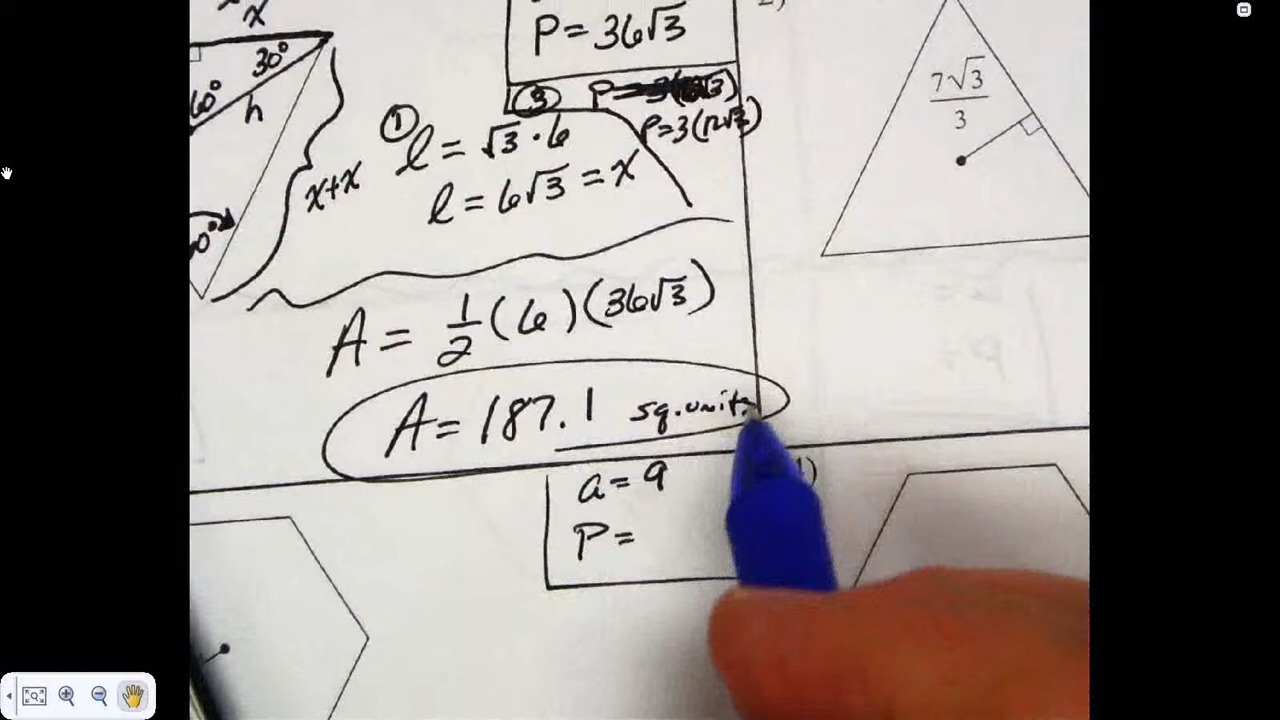 x
30°
60°
h
x+x
P = 36√3
③
P = 3(12√3)
① l = √3 · 6
l = 6√3 = x
A = 1/2 (6)(36√3)
A = 187.1 sq. units
7√3/3
a = 9
P =